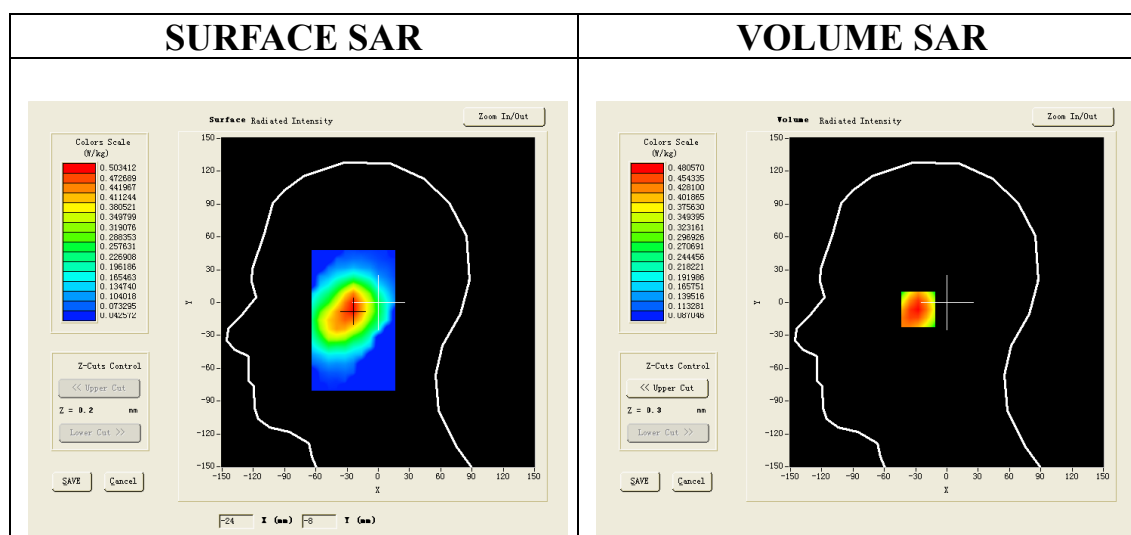 SURFACE SAR
VOLUME SAR
Surface Radiated Intensity
Zoom In/Out
Colors Scale
(W/kg)
0.503412
0.472689
0.441967
0.411244
0.380521
0.349799
0.319076
0.288353
0.257631
0.226908
0.196186
0.165463
0.134740
0.104018
0.073295
0.042572
150
120
90
60
30
0
-30
-60
-90
-120
-150
Y
-150 -120 -90 -60 -30 0 30 60 90 120 150
X
Z-Cuts Control
<< Upper Cut
Z = 0.2 mm
Lower Cut >>
SAVE
Cancel
-24 X (mm) -8 Y (mm)
Volume Radiated Intensity
Zoom In/Out
Colors Scale
(W/kg)
0.480570
0.454335
0.428100
0.401865
0.375630
0.349395
0.323161
0.296926
0.270691
0.244456
0.218221
0.191986
0.165751
0.139516
0.113281
0.087046
150
120
90
60
30
0
-30
-60
-90
-120
-150
Y
-150 -120 -90 -60 -30 0 30 60 90 120 150
X
Z-Cuts Control
<< Upper Cut
Z = 0.3 mm
Lower Cut >>
SAVE
Cancel